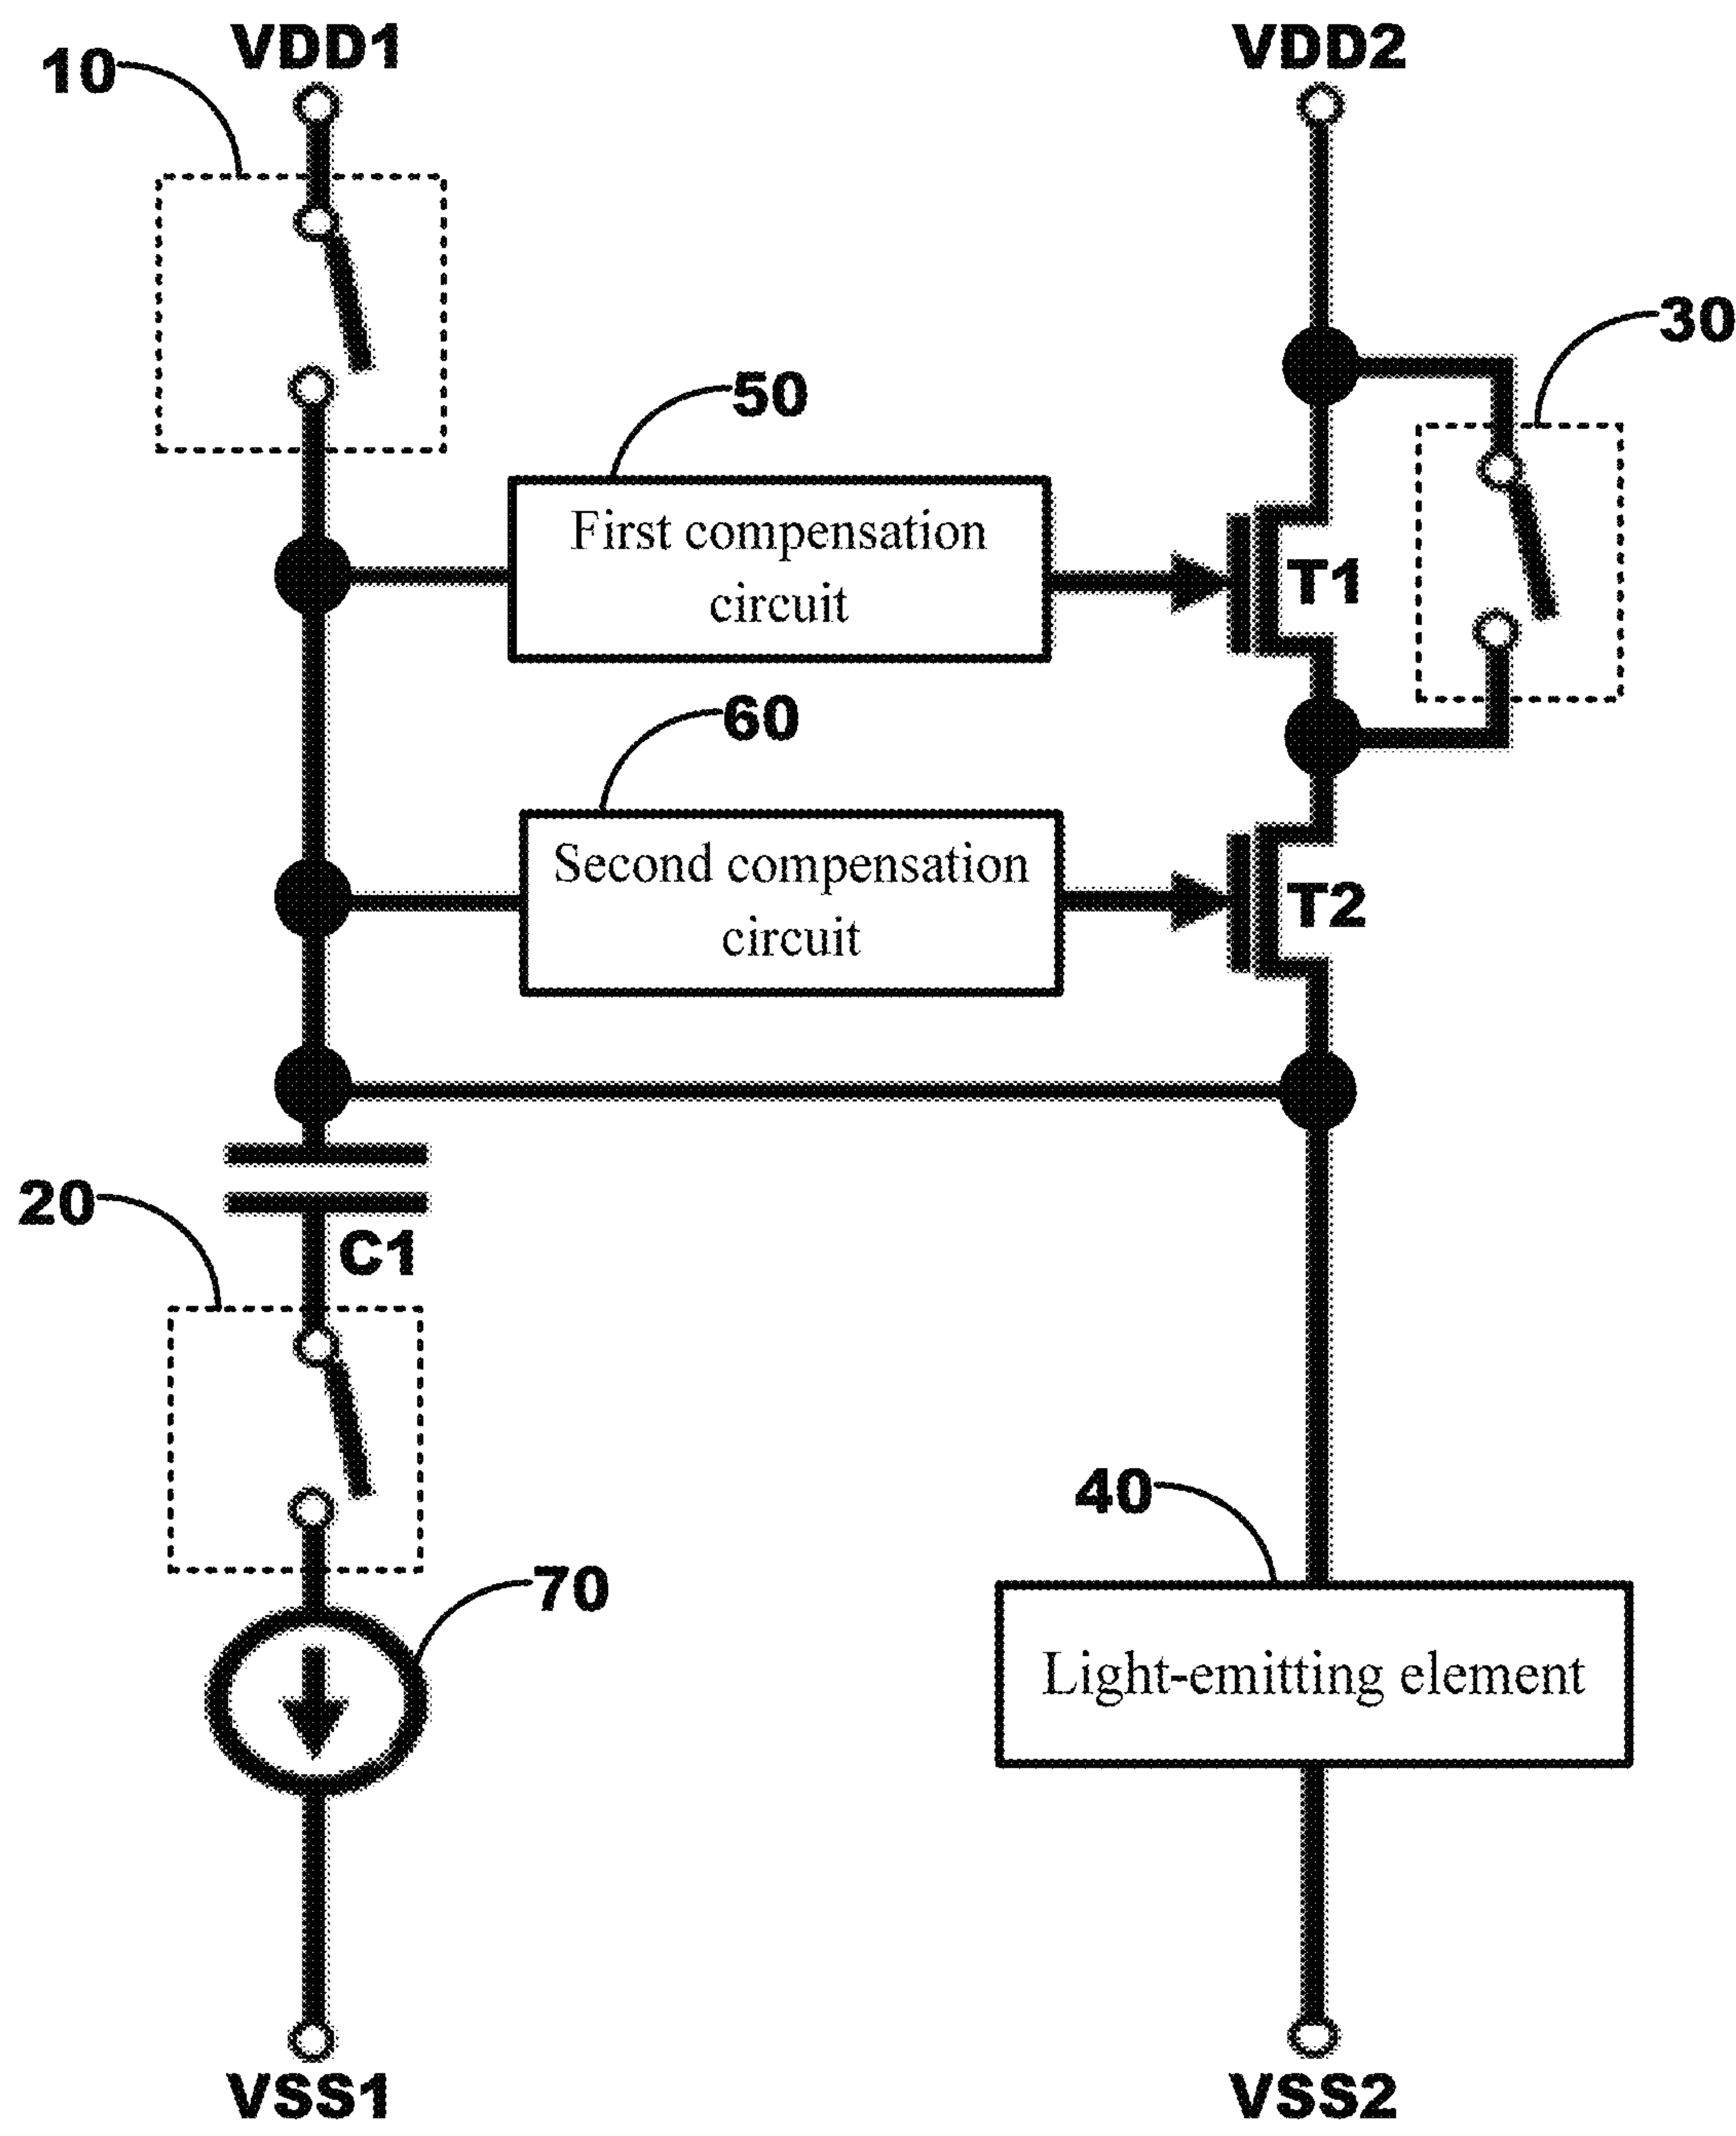 VDD1
VDD2
10
30
50
First compensation
circuit
T1
60
Second compensation
circuit
T2
20
C1
40
70
Light-emitting element
VSS1
VSS2